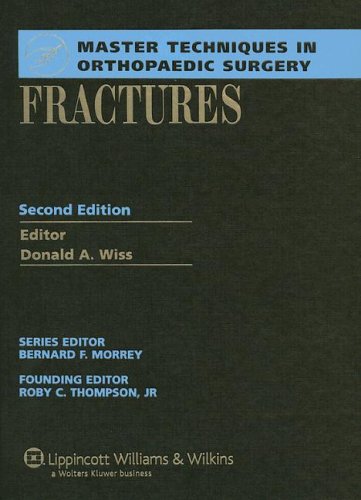 MASTER TECHNIQUES IN
ORTHOPAEDIC SURGERY
FRACTURES
Second Edition
Editor
Donald A. Wiss
SERIES EDITOR
BERNARD F. MORREY
FOUNDING EDITOR
ROBY C. THOMPSON, JR
Lippincott Williams & Wilkins
a Wolters Kluwer business